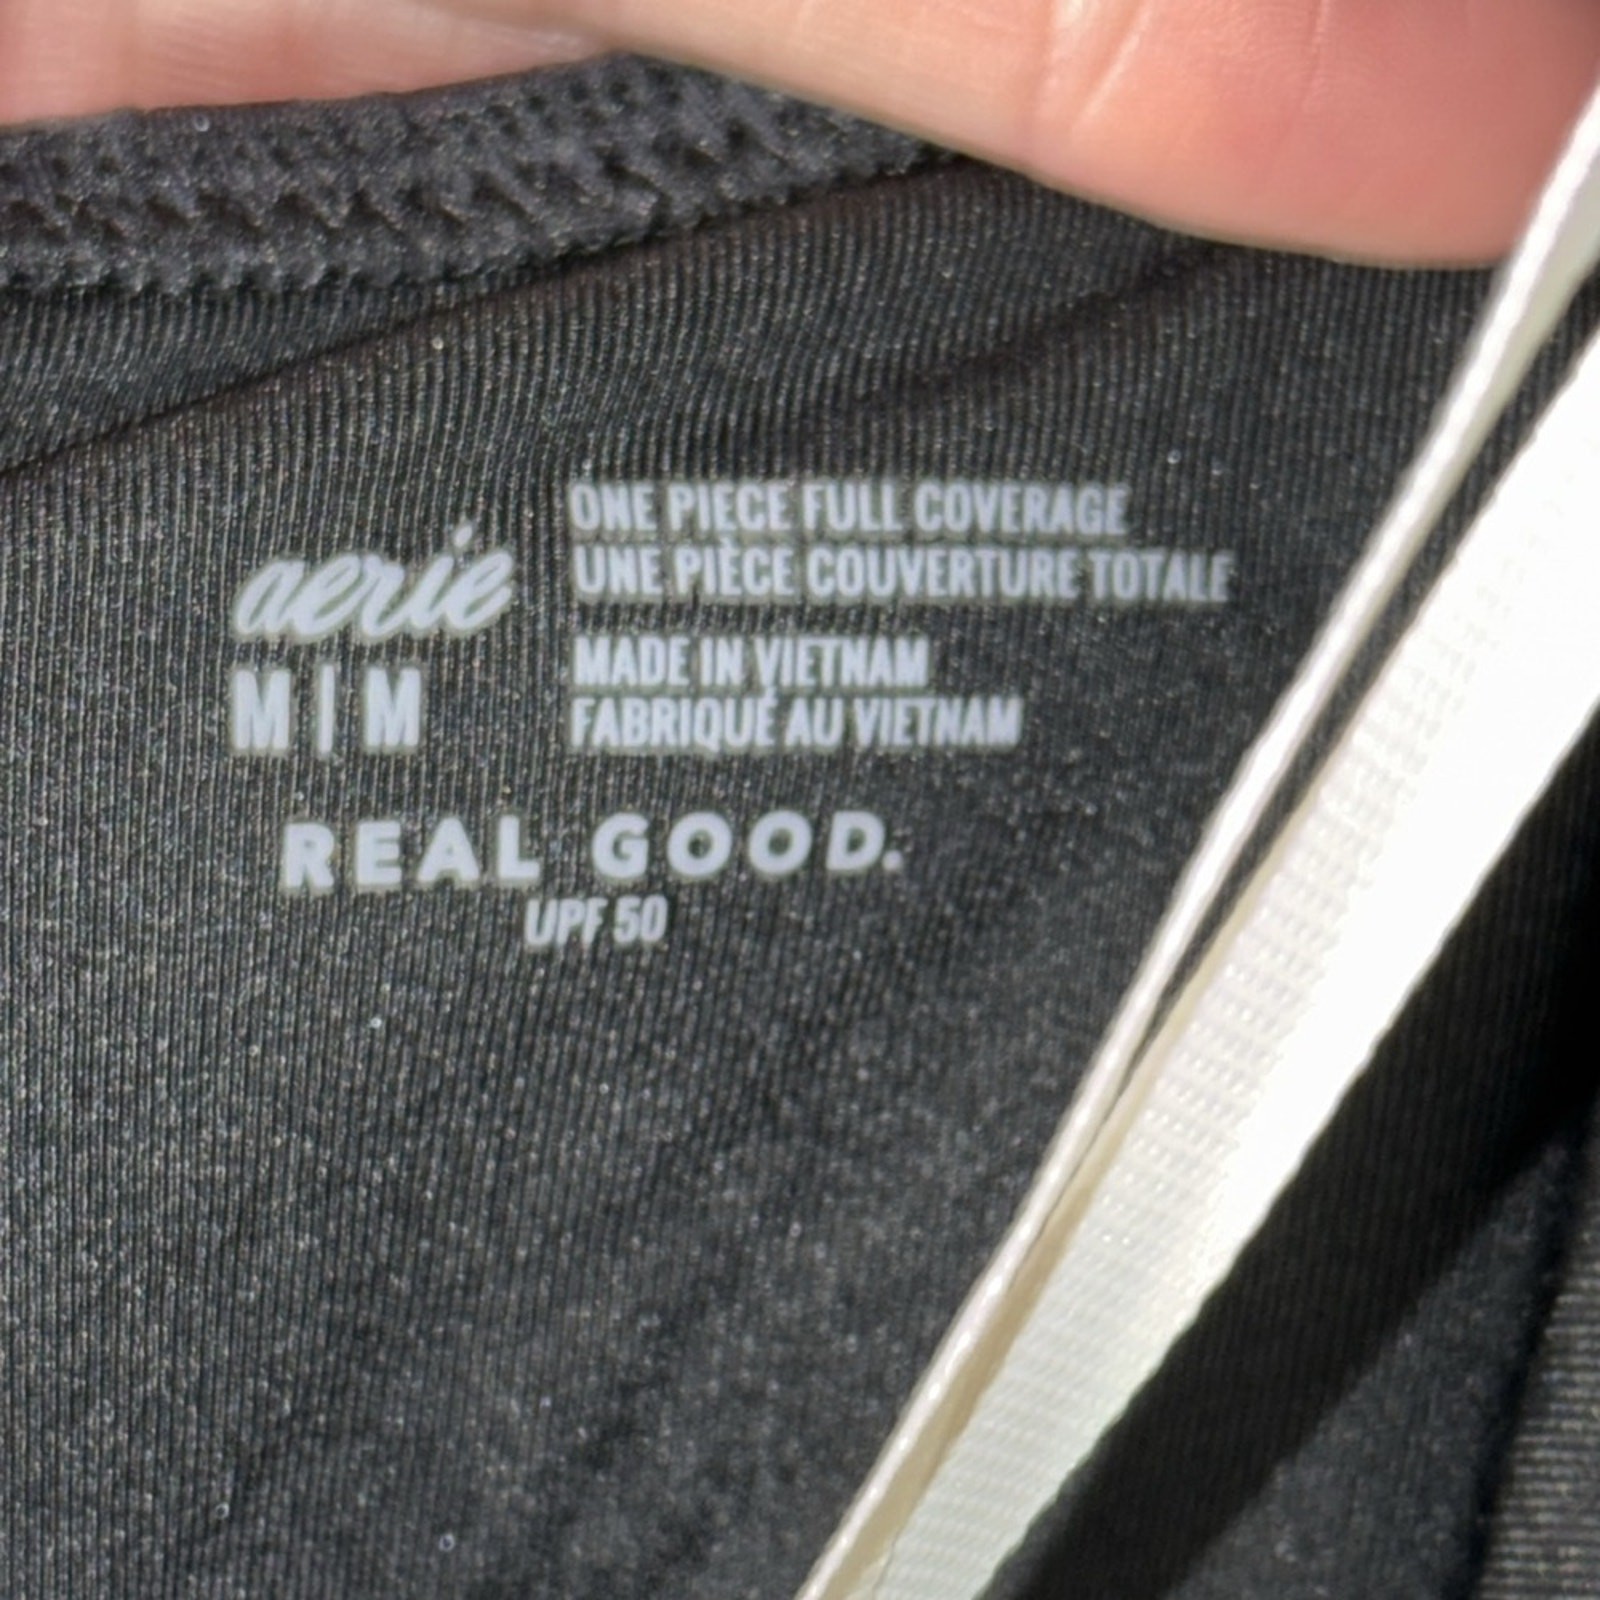 aerie
M | M
ONE PIECE FULL COVERAGE
UNE PIÈCE COUVERTURE TOTALE
MADE IN VIETNAM
FABRIQUÉ AU VIETNAM
REAL GOOD.
UPF 50